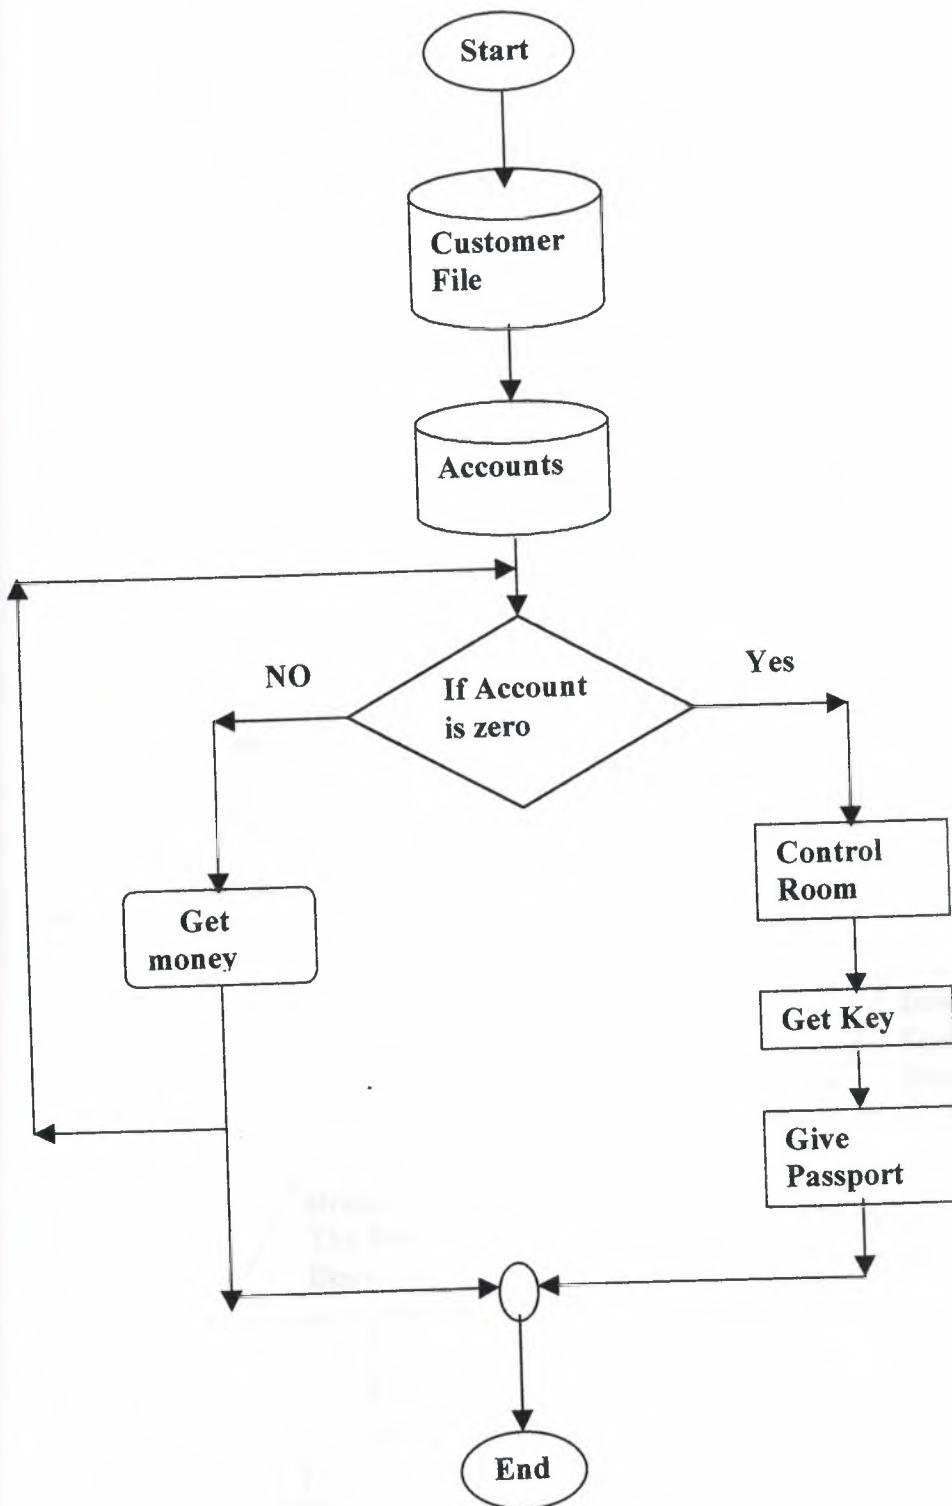 Start
Customer
File
Accounts
NO
Yes
If Account
is zero
Control
Room
Get
money
Get Key
Give
Passport
End